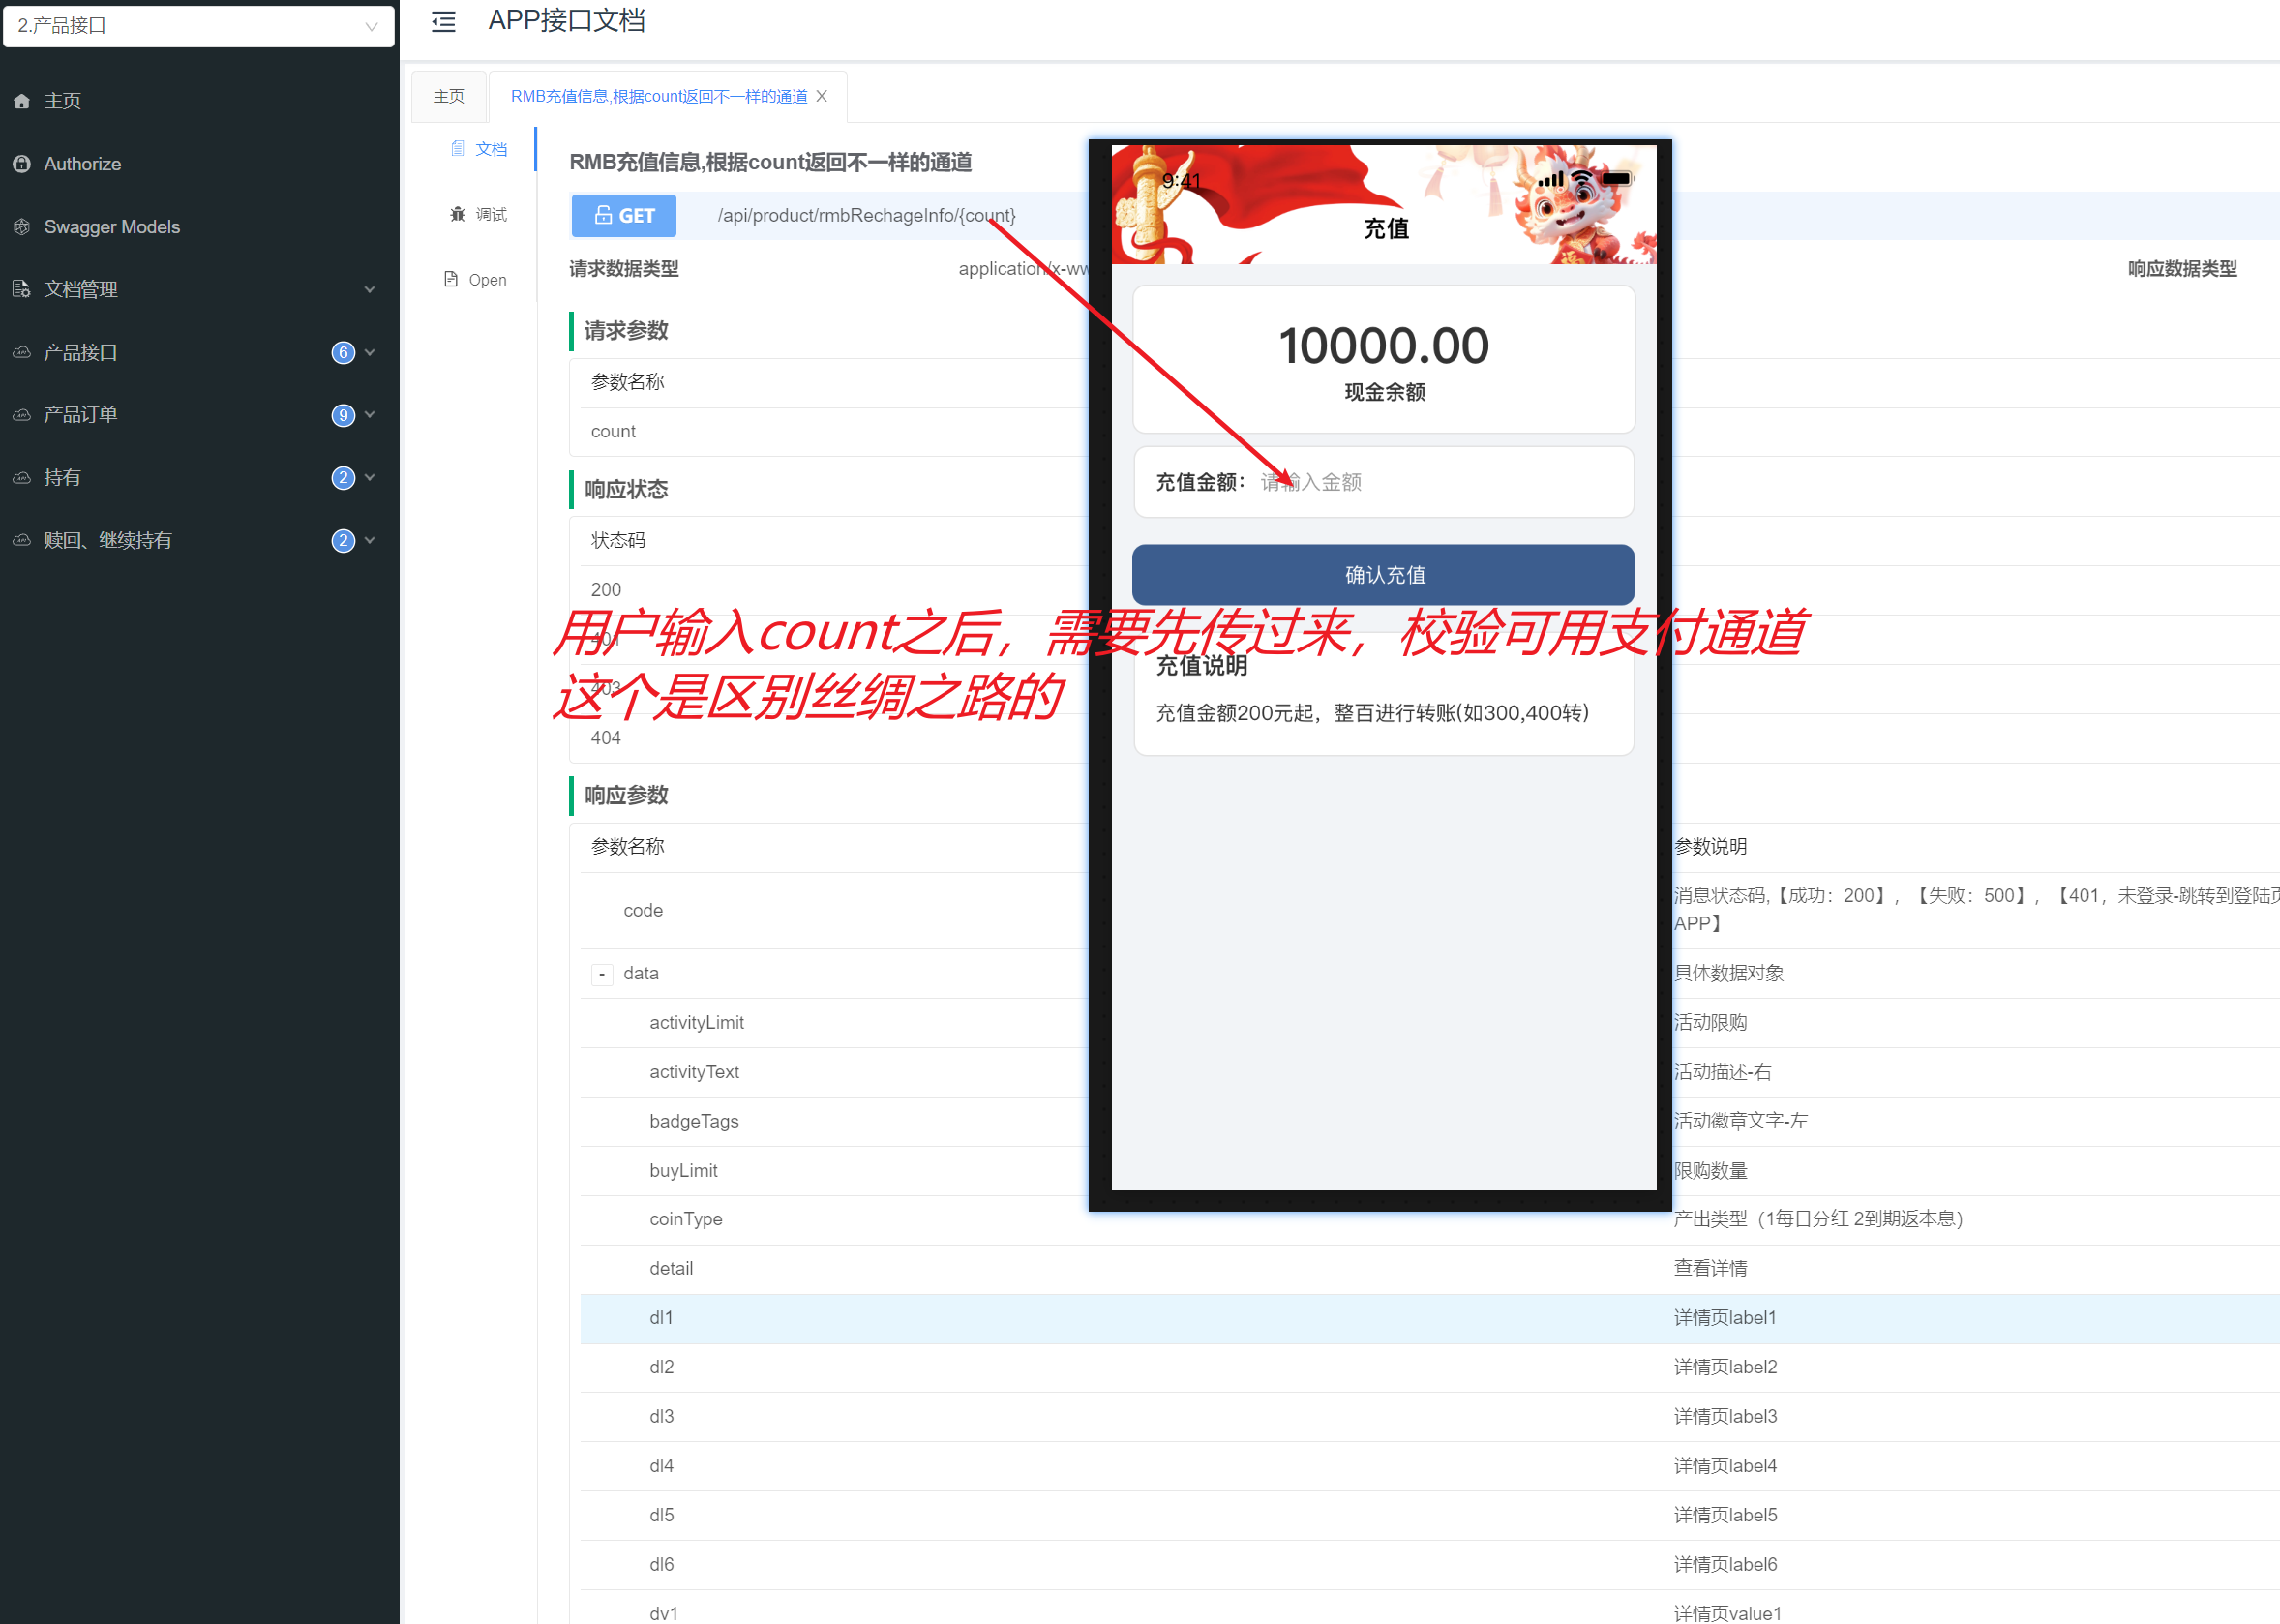 2.产品接口
APP接口文档
主页
RMB充值信息,根据count返回不一样的通道
主页
Authorize
Swagger Models
文档管理
产品接口 6
产品订单 9
持有 2
赎回、继续持有 2
文档
调试
Open
RMB充值信息,根据count返回不一样的通道
GET /api/product/rmbRechageInfo/{count}
请求数据类型 application/x-ww
响应数据类型
请求参数
参数名称
count
响应状态
状态码
200
401
403
404
用户输入count之后，需要先传过来，校验可用支付通道
这个是区别丝绸之路的
9:41
充值
10000.00
现金余额
充值金额： 请输入金额
确认充值
充值说明
充值金额200元起，整百进行转账(如300,400转)
响应参数
参数名称 参数说明
code 消息状态码,【成功：200】，【失败：500】，【401，未登录-跳转到登陆页
APP】
- data 具体数据对象
activityLimit 活动限购
activityText 活动描述-右
badgeTags 活动徽章文字-左
buyLimit 限购数量
coinType 产出类型（1每日分红 2到期返本息）
detail 查看详情
dl1 详情页label1
dl2 详情页label2
dl3 详情页label3
dl4 详情页label4
dl5 详情页label5
dl6 详情页label6
dv1 详情页value1